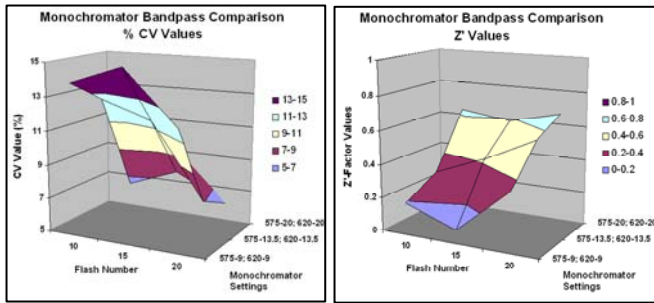 Monochromator Bandpass Comparison
% CV Values
15
13
11
9
7
5
CV Value (%)
10
15
20
Flash Number
575-20; 620-20
575-13.5; 620-13.5
575-9; 620-9
Monochromator
Settings
13-15
11-13
9-11
7-9
5-7
Monochromator Bandpass Comparison
Z' Values
1
0.8
0.6
0.4
0.2
0
Z'-Factor Values
10
15
20
Flash Number
575-20; 620-20
575-13.5; 620-13.5
575-9; 620-9
Monochromator
Settings
0.8-1
0.6-0.8
0.4-0.6
0.2-0.4
0-0.2